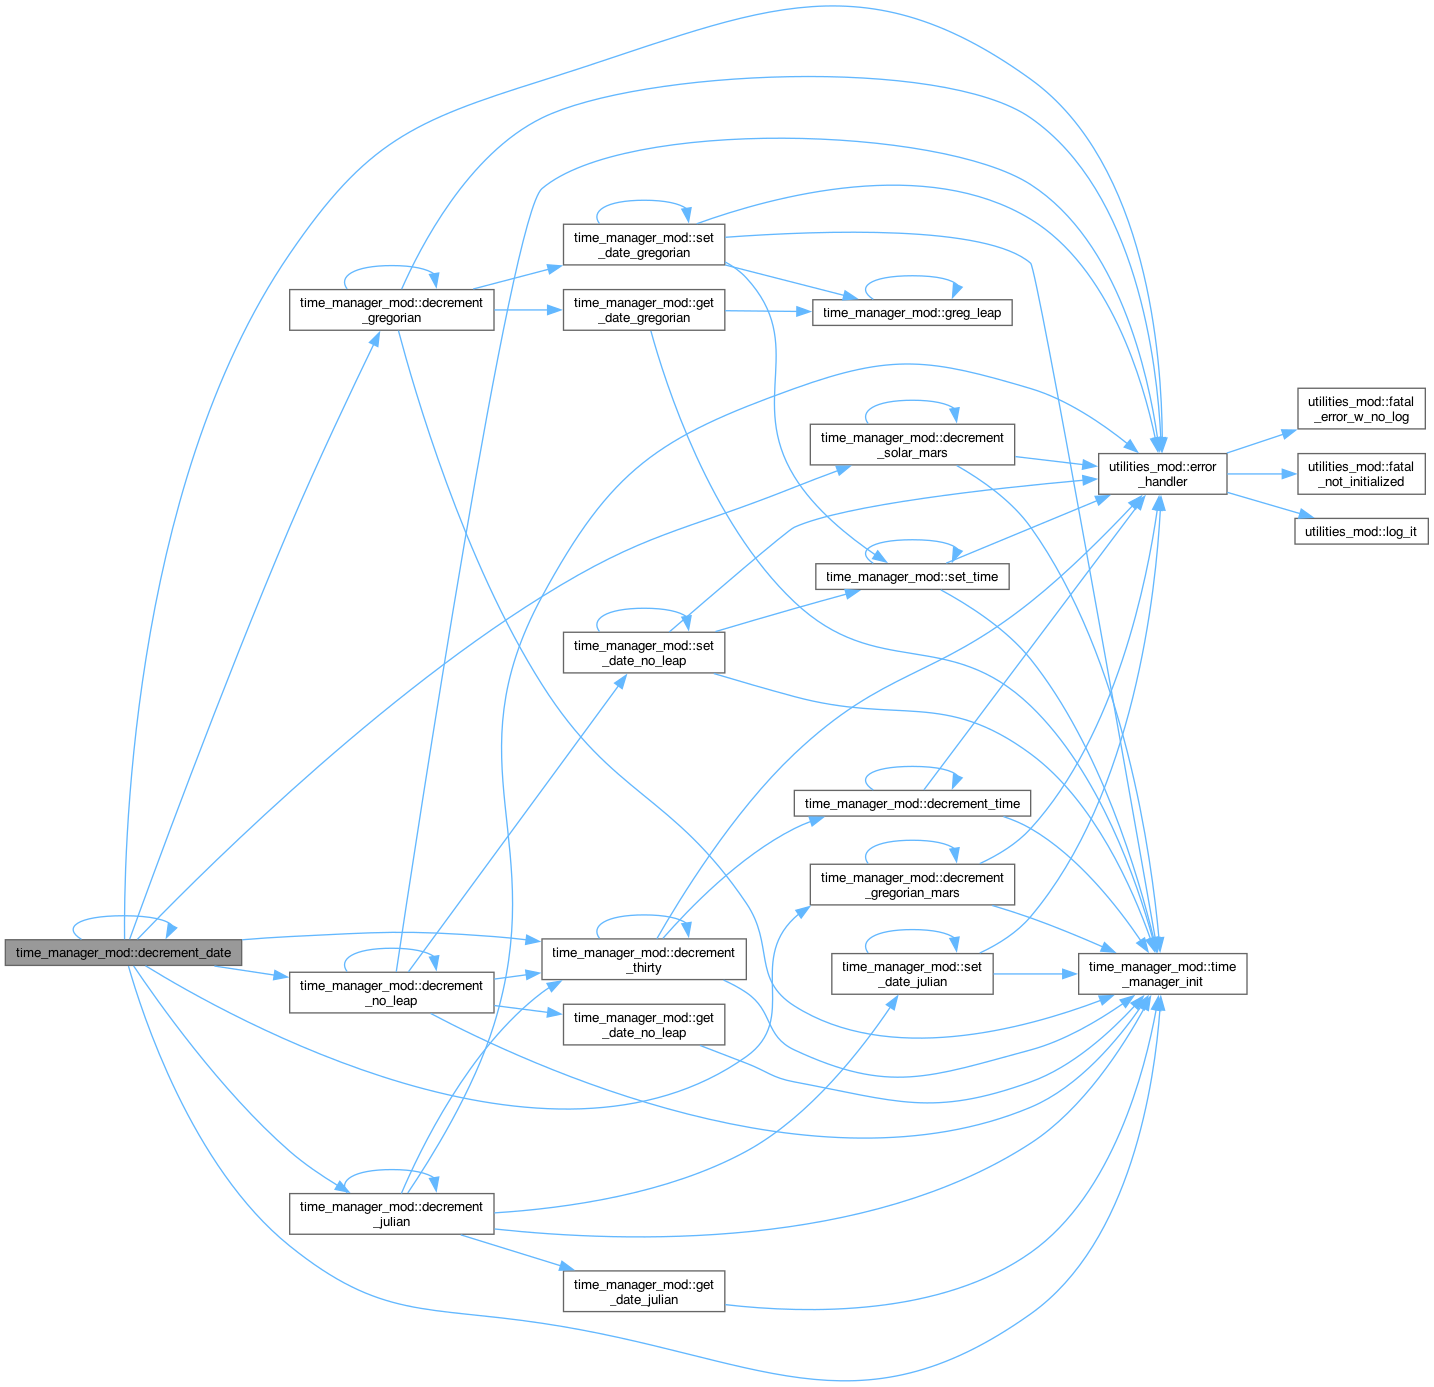 time_manager_mod::decrement_date
time_manager_mod::decrement
_gregorian
time_manager_mod::decrement
_no_leap
time_manager_mod::decrement
_julian
time_manager_mod::set
_date_gregorian
time_manager_mod::get
_date_gregorian
time_manager_mod::set
_date_no_leap
time_manager_mod::decrement
_thirty
time_manager_mod::get
_date_no_leap
time_manager_mod::get
_date_julian
time_manager_mod::greg_leap
time_manager_mod::decrement
_solar_mars
time_manager_mod::set_time
time_manager_mod::decrement_time
time_manager_mod::decrement
_gregorian_mars
time_manager_mod::set
_date_julian
utilities_mod::error
_handler
time_manager_mod::time
_manager_init
utilities_mod::fatal
_error_w_no_log
utilities_mod::fatal
_not_initialized
utilities_mod::log_it